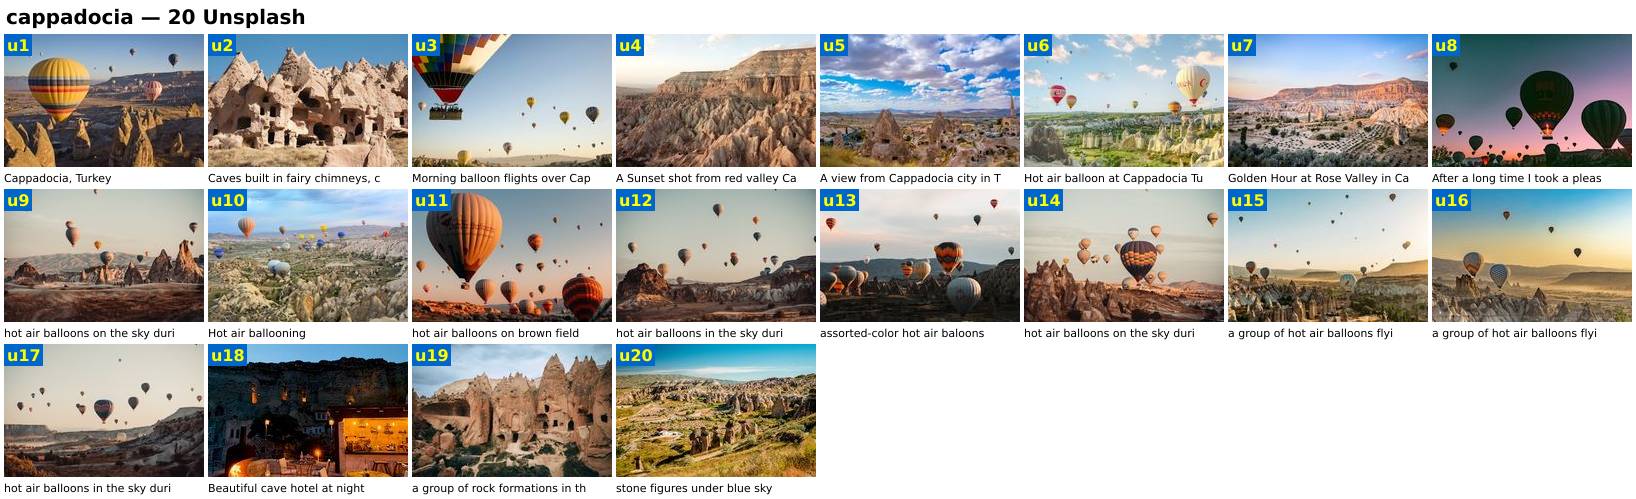 cappadocia — 20 Unsplash
u1
u2
u3
u4
u5
u6
u7
u8
Cappadocia, Turkey
Caves built in fairy chimneys, c
Morning balloon flights over Cap
A Sunset shot from red valley Ca
A view from Cappadocia city in T
Hot air balloon at Cappadocia Tu
Golden Hour at Rose Valley in Ca
After a long time I took a pleas
u9
u10
u11
u12
u13
u14
u15
u16
hot air balloons on the sky duri
Hot air ballooning
hot air balloons on brown field
hot air balloons in the sky duri
assorted-color hot air baloons
hot air balloons on the sky duri
a group of hot air balloons flyi
a group of hot air balloons flyi
u17
u18
u19
u20
hot air balloons in the sky duri
Beautiful cave hotel at night
a group of rock formations in th
stone figures under blue sky